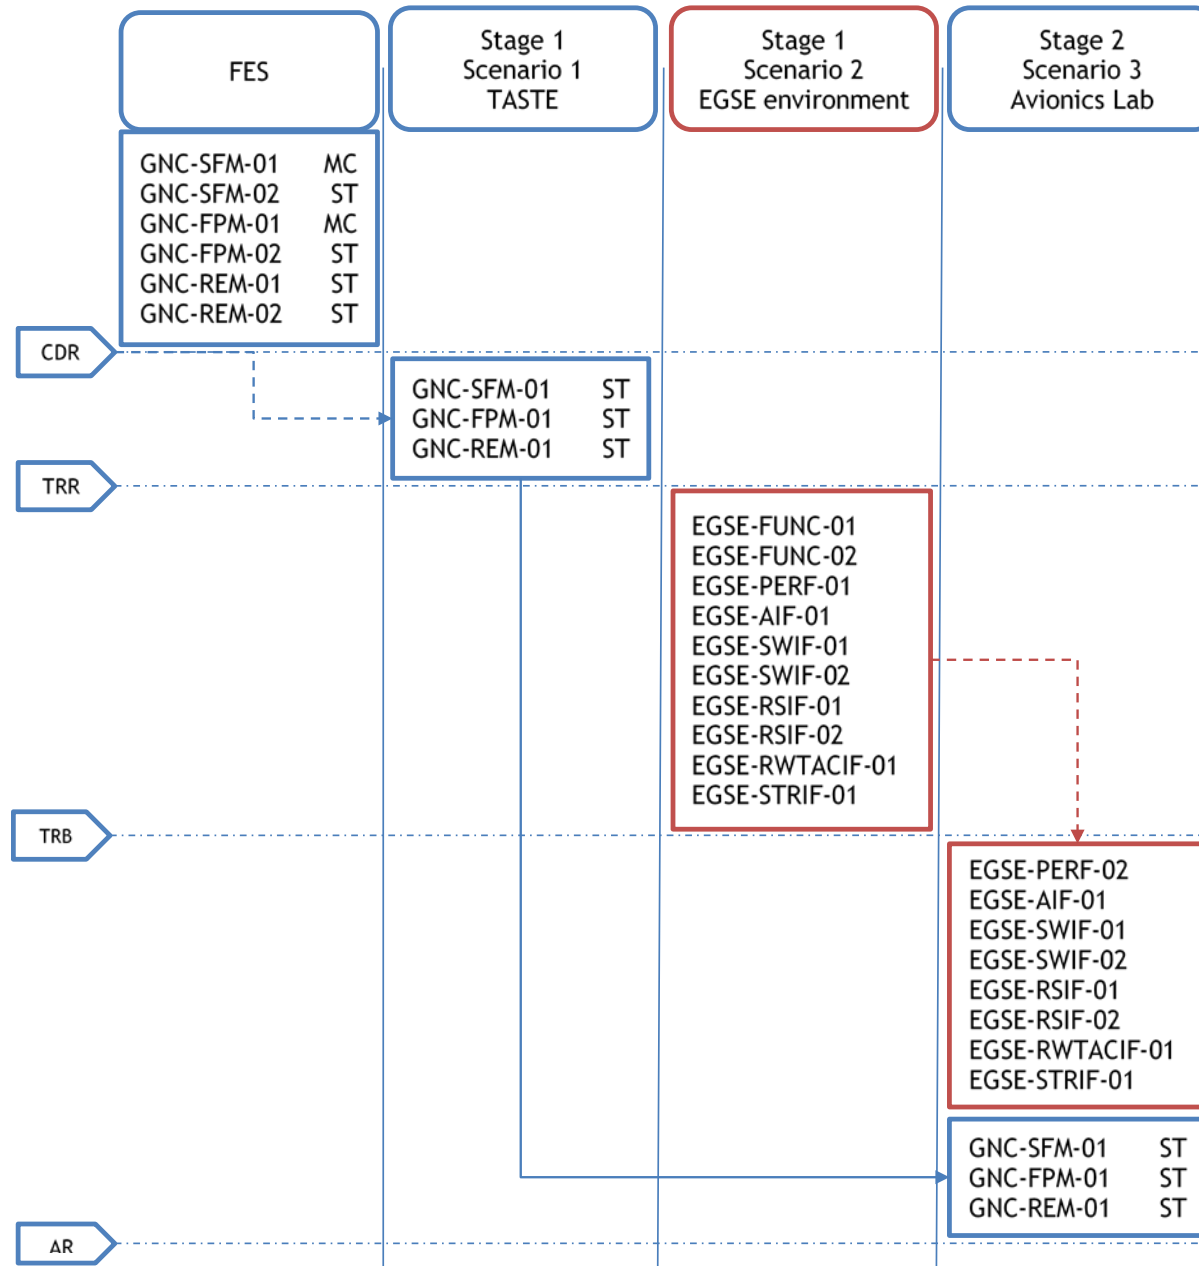 FES
Stage 1
Scenario 1
TASTE
Stage 1
Scenario 2
EGSE environment
Stage 2
Scenario 3
Avionics Lab
GNC-SFM-01 MC
GNC-SFM-02 ST
GNC-FPM-01 MC
GNC-FPM-02 ST
GNC-REM-01 ST
GNC-REM-02 ST
CDR
GNC-SFM-01 ST
GNC-FPM-01 ST
GNC-REM-01 ST
TRR
EGSE-FUNC-01
EGSE-FUNC-02
EGSE-PERF-01
EGSE-AIF-01
EGSE-SWIF-01
EGSE-SWIF-02
EGSE-RSIF-01
EGSE-RSIF-02
EGSE-RWTACIF-01
EGSE-STRIF-01
TRB
EGSE-PERF-02
EGSE-AIF-01
EGSE-SWIF-01
EGSE-SWIF-02
EGSE-RSIF-01
EGSE-RSIF-02
EGSE-RWTACIF-01
EGSE-STRIF-01
GNC-SFM-01 ST
GNC-FPM-01 ST
GNC-REM-01 ST
AR